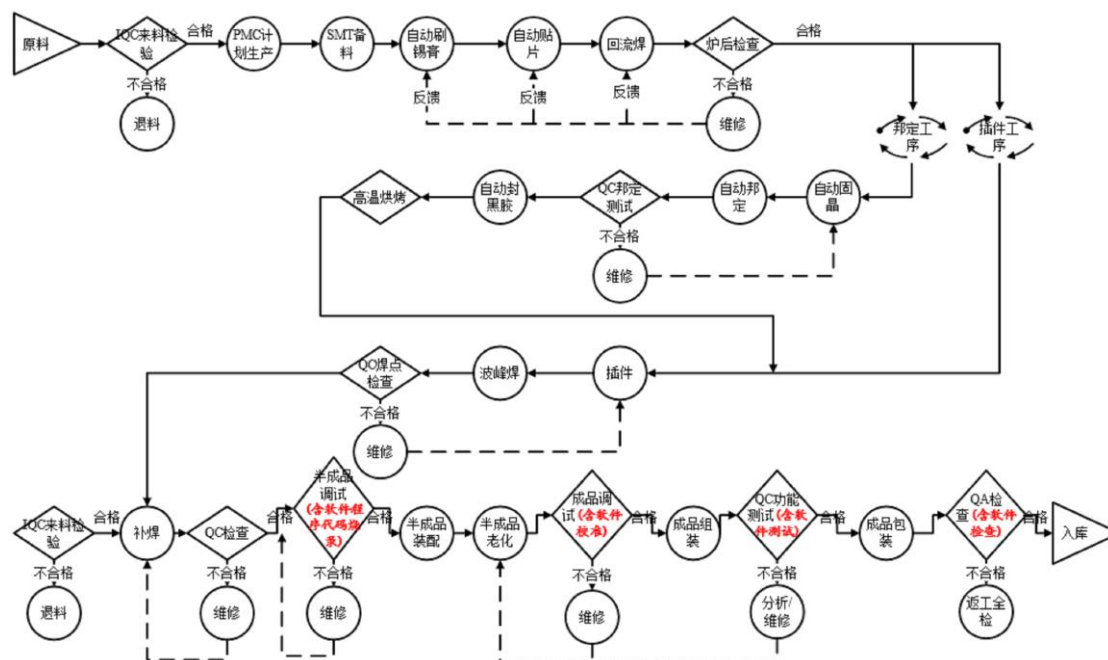 原料
IQC来料检
验
合格
PMC计
划生产
SMT备
料
自动刷
锡膏
自动贴
片
回流焊
炉后检查
合格
不合格
退料
反馈
反馈
反馈
不合格
维修
邦定工
序
插件工
序
高温烘烤
自动封
黑胶
QC邦定
测试
自动邦
定
自动固
晶
不合格
维修
QC焊点
检查
波峰焊
插件
不合格
维修
IQC来料检
验
合格
补焊
QC检查
合格
半成品
调试
(含软件程
序代码烧
录)
合格
半成品
装配
半成品
老化
成品调
试(含软件
校准)
合格
成品组
装
QC功能
测试(含软
件测试)
合格
成品包
装
QA检
查(含软件
检查)
合格
入库
不合格
退料
不合格
维修
不合格
维修
不合格
维修
不合格
分析/
维修
不合格
返工全
检